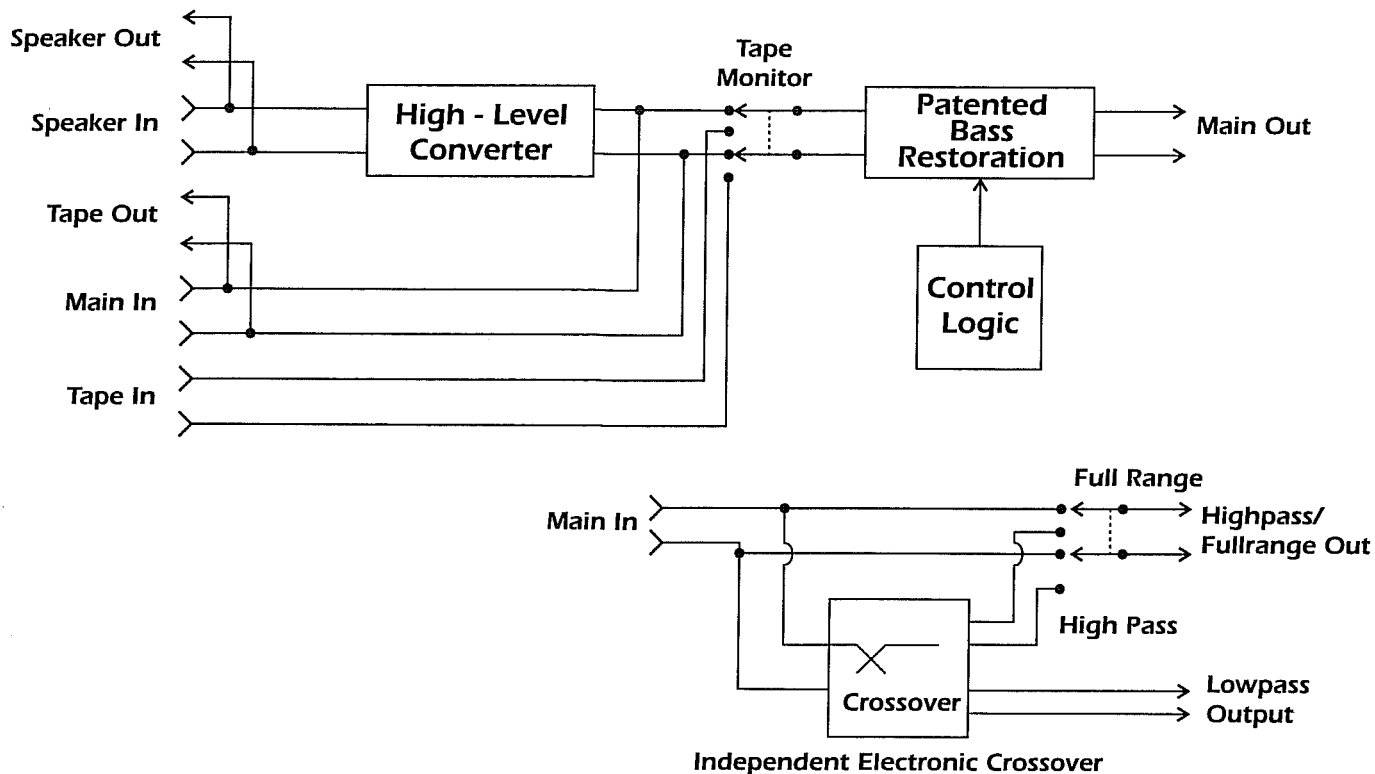 Speaker Out
Speaker In
Tape Out
Main In
Tape In
High - Level
Converter
Tape
Monitor
Patented
Bass
Restoration
Main Out
Control
Logic
Main In
Full Range
Highpass/
Fullrange Out
High Pass
Crossover
Lowpass
Output
Independent Electronic Crossover